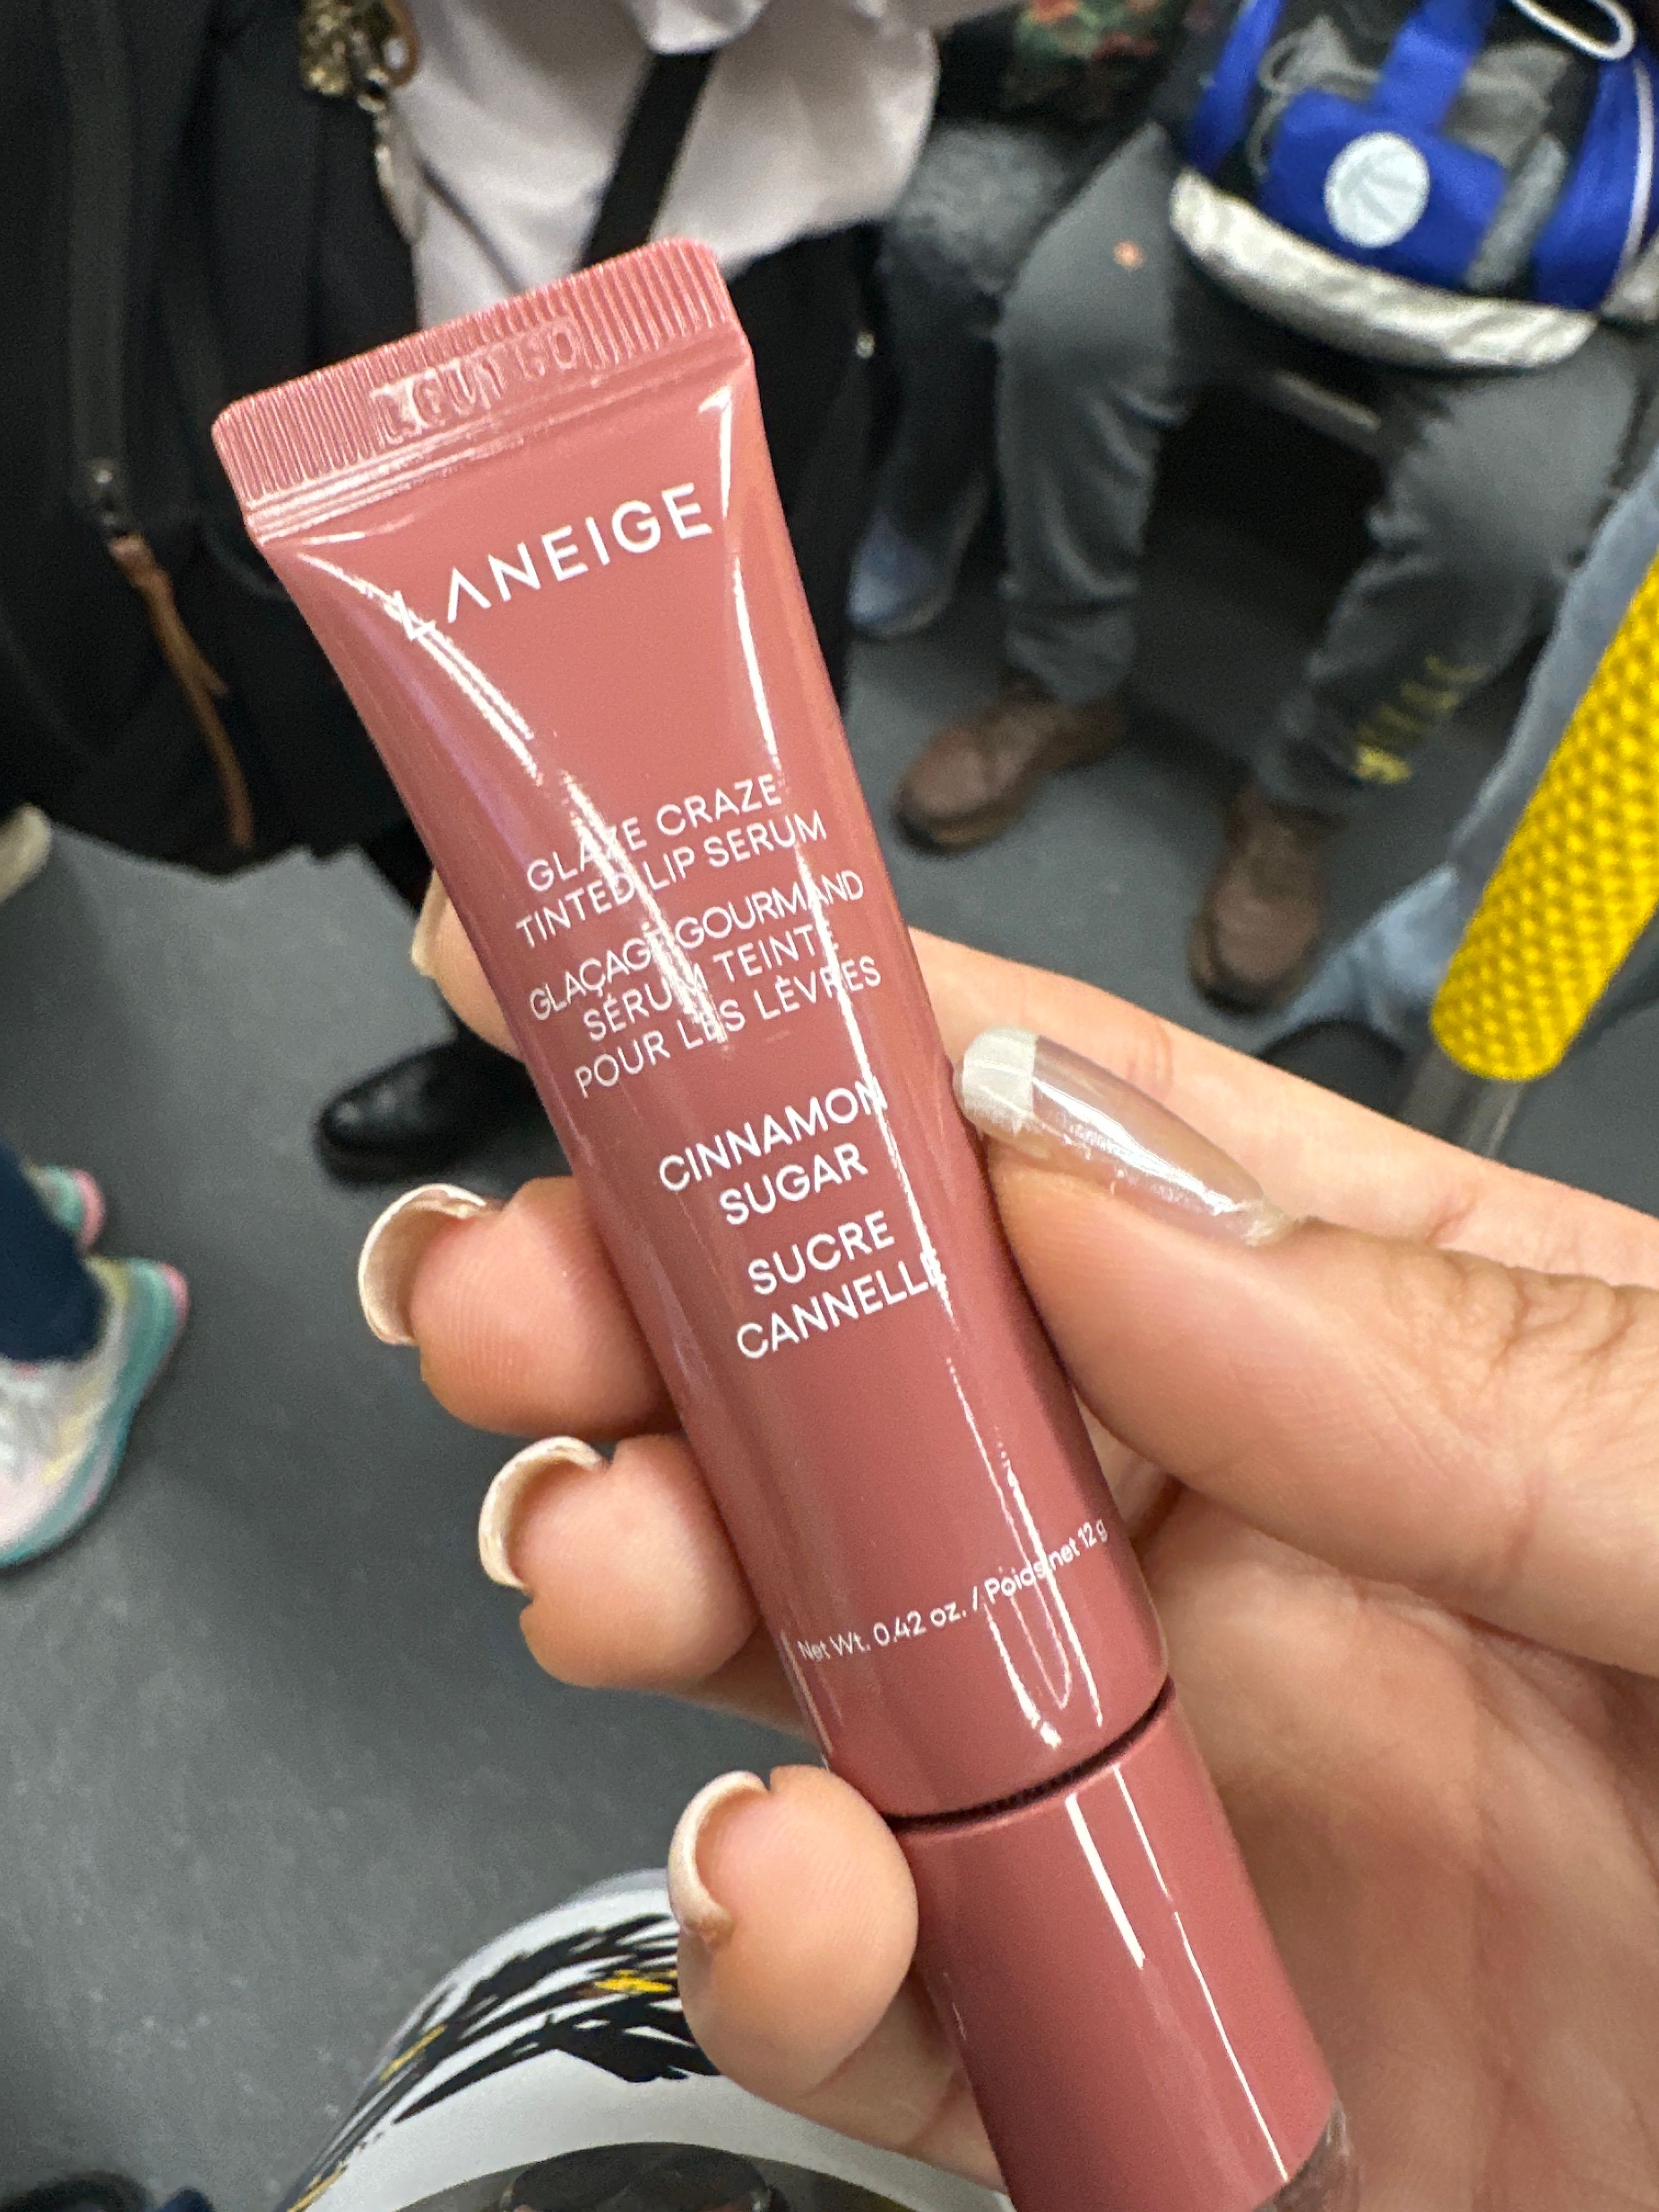 LANEIGE
GLAZE CRAZE
TINTED LIP SERUM
GLAÇAGE GOURMAND
SÉRUM TEINTÉ
POUR LES LÈVRES
CINNAMON
SUGAR
SUCRE
CANNELLE
Net Wt. 0.42 oz. / Poids net 12 g